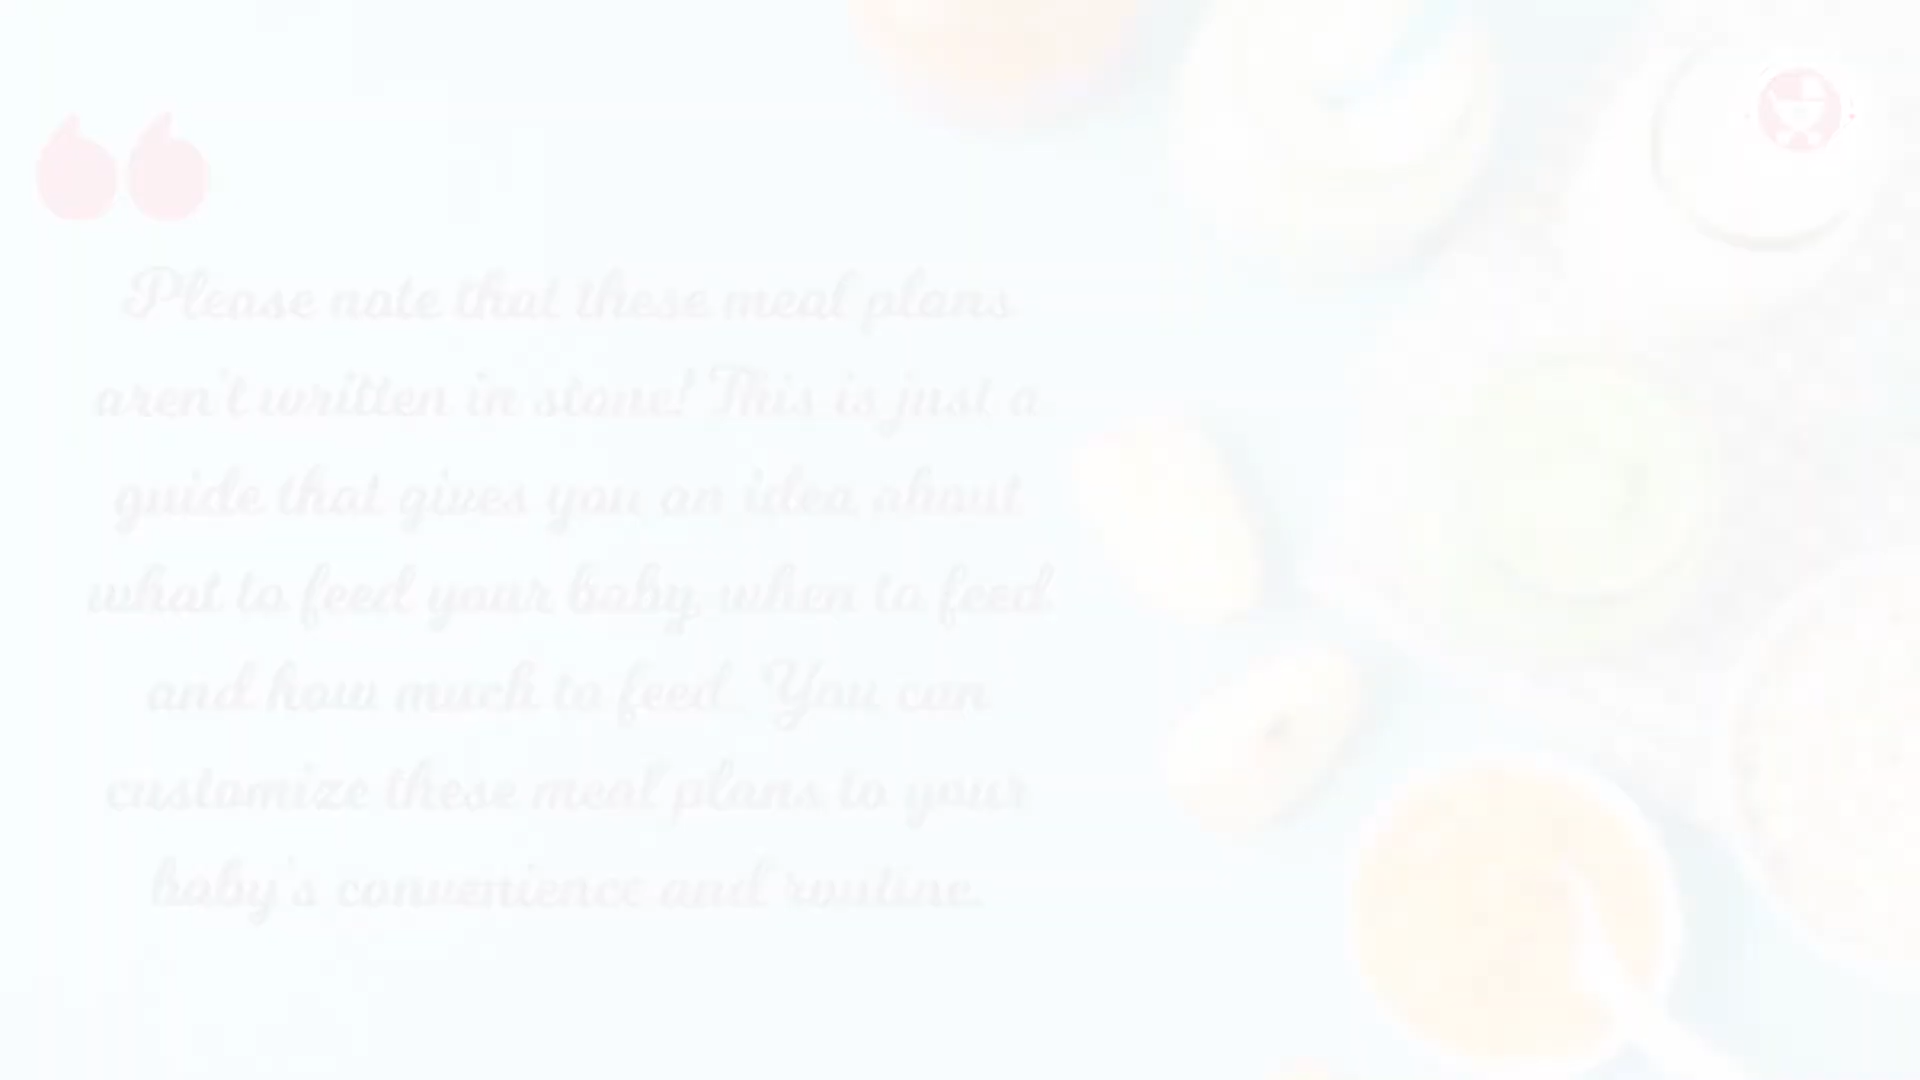 Please note that these meal plans
aren't written in stone! This is just a
guide that gives you an idea about
what to feed your baby, when to feed
and how much to feed. You can
customize these meal plans to your
baby's convenience and routine.